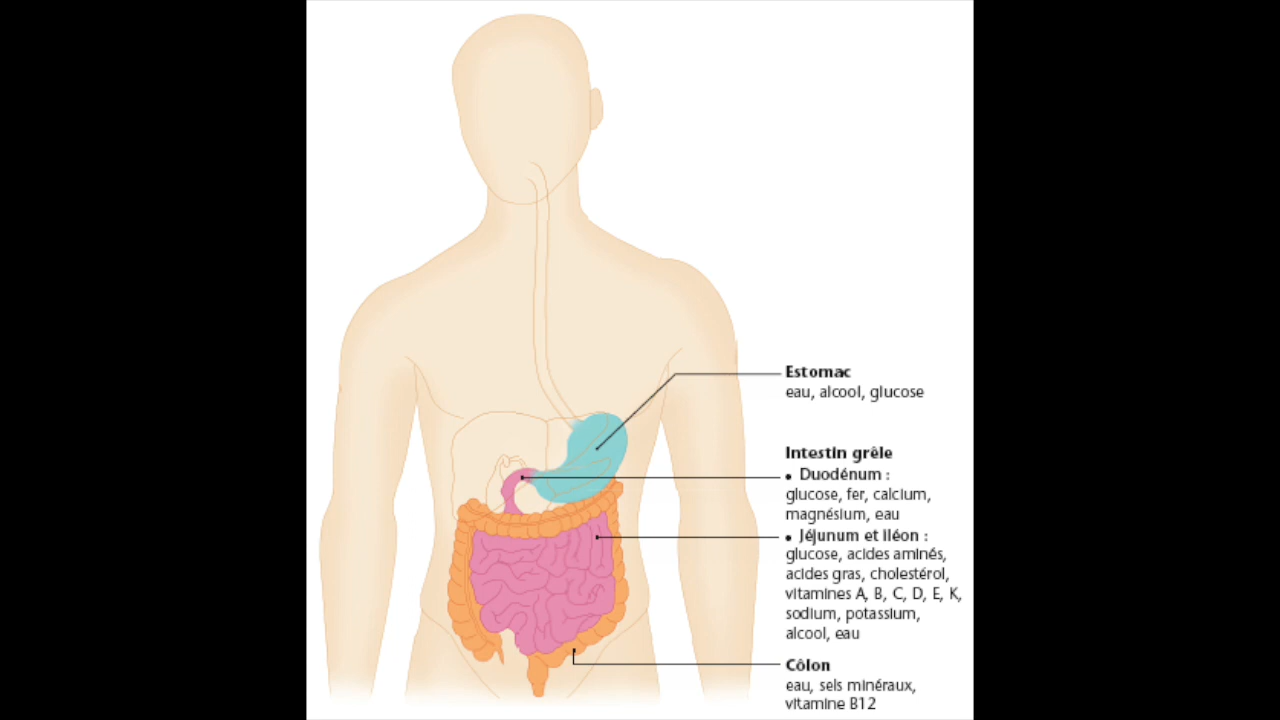 Estomac
eau, alcool, glucose
Intestin grêle
• Duodénum :
glucose, fer, calcium,
magnésium, eau
• Jéjunum et Iléon :
glucose, acides aminés,
acides gras, cholestérol,
vitamines A, B, C, D, E, K,
sodium, potassium,
alcool, eau
Côlon
eau, sels minéraux,
vitamine B12